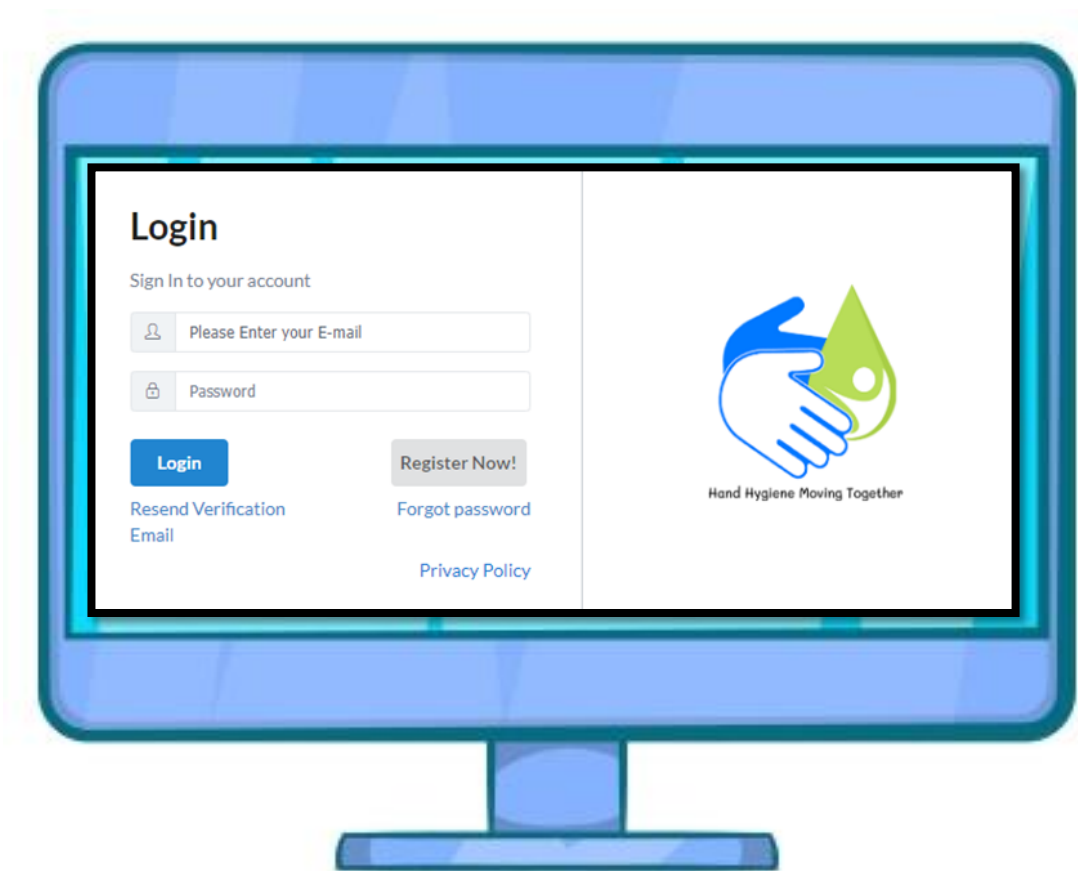 Login
Sign In to your account
Please Enter your E-mail
Password
Login
Register Now!
Resend Verification
Email
Forgot password
Privacy Policy
Hand Hygiene Moving Together